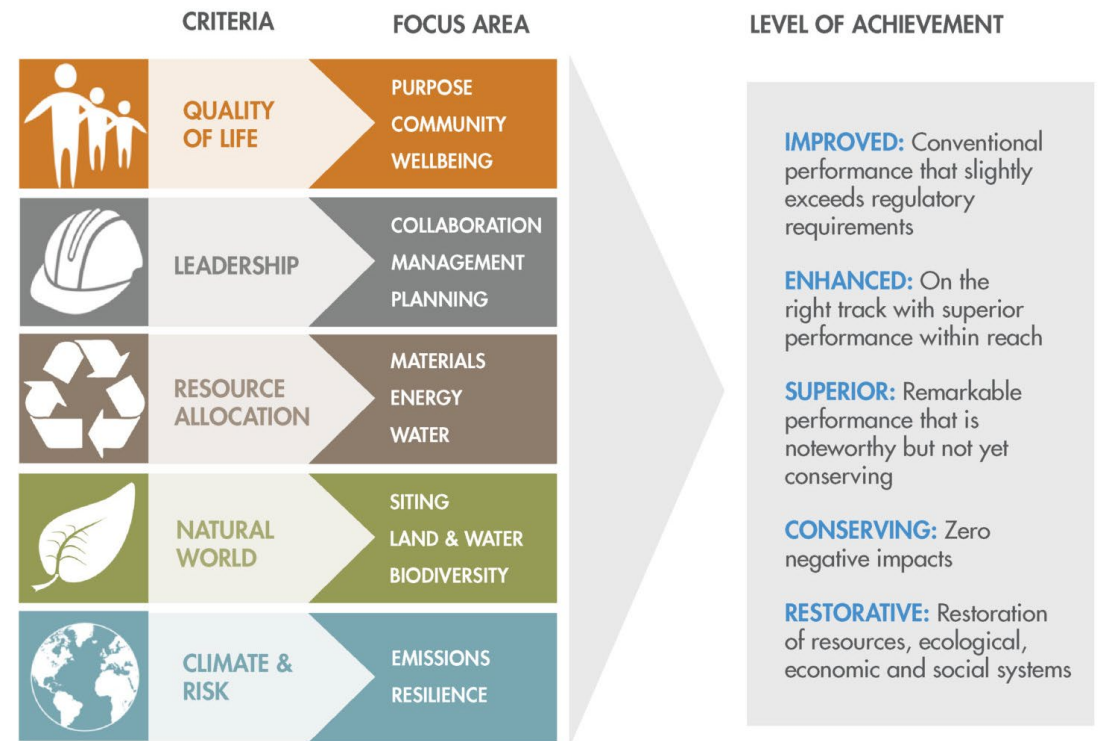 CRITERIA
FOCUS AREA
LEVEL OF ACHIEVEMENT
QUALITY
OF LIFE
PURPOSE
COMMUNITY
WELLBEING
LEADERSHIP
COLLABORATION
MANAGEMENT
PLANNING
RESOURCE
ALLOCATION
MATERIALS
ENERGY
WATER
NATURAL
WORLD
SITING
LAND & WATER
BIODIVERSITY
CLIMATE &
RISK
EMISSIONS
RESILIENCE
IMPROVED: Conventional
performance that slightly
exceeds regulatory
requirements
ENHANCED: On the
right track with superior
performance within reach
SUPERIOR: Remarkable
performance that is
noteworthy but not yet
conserving
CONSERVING: Zero
negative impacts
RESTORATIVE: Restoration
of resources, ecological,
economic and social systems